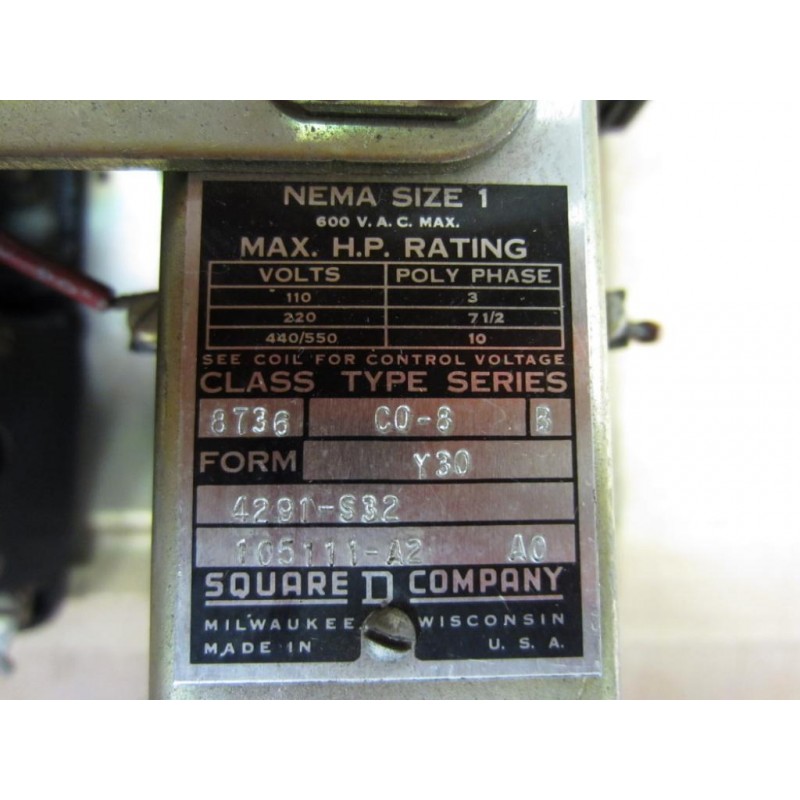 NEMA SIZE 1
600 V. A. C. MAX.
MAX. H.P. RATING
VOLTS POLY PHASE
110 3
220 7 1/2
440/550 10
SEE COIL FOR CONTROL VOLTAGE
CLASS TYPE SERIES
8736 CO-8 B
FORM Y30
4291-S32
105111-A2 A0
SQUARE D COMPANY
MILWAUKEE, WISCONSIN
MADE IN U. S. A.